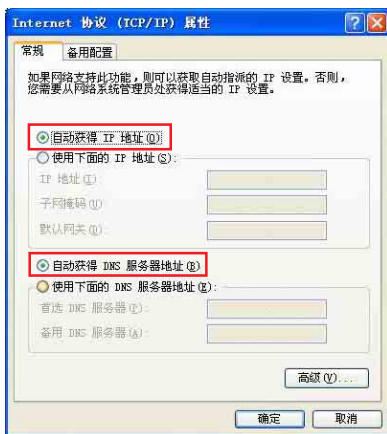 Internet 协议 (TCP/IP) 属性
常规 备用配置
如果网络支持此功能，则可以获取自动指派的 IP 设置。否则，
您需要从网络系统管理员处获得适当的 IP 设置。
自动获得 IP 地址(O)
使用下面的 IP 地址(S):
IP 地址(I):
子网掩码(U)
默认网关(D):
自动获得 DNS 服务器地址(B)
使用下面的 DNS 服务器地址(E):
首选 DNS 服务器(P):
备用 DNS 服务器(A):
高级(V)...
确定 取消